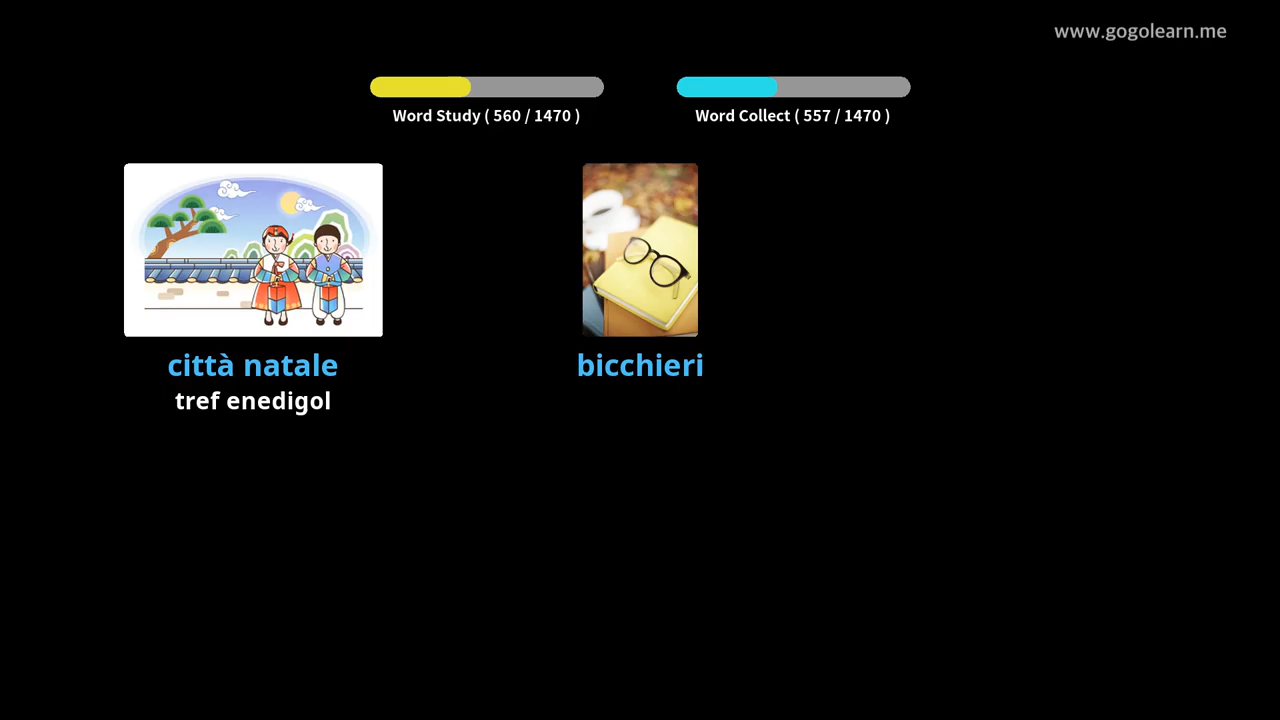 www.gogolearn.me
Word Study ( 560 / 1470 )
Word Collect ( 557 / 1470 )
città natale
tref enedigol
bicchieri